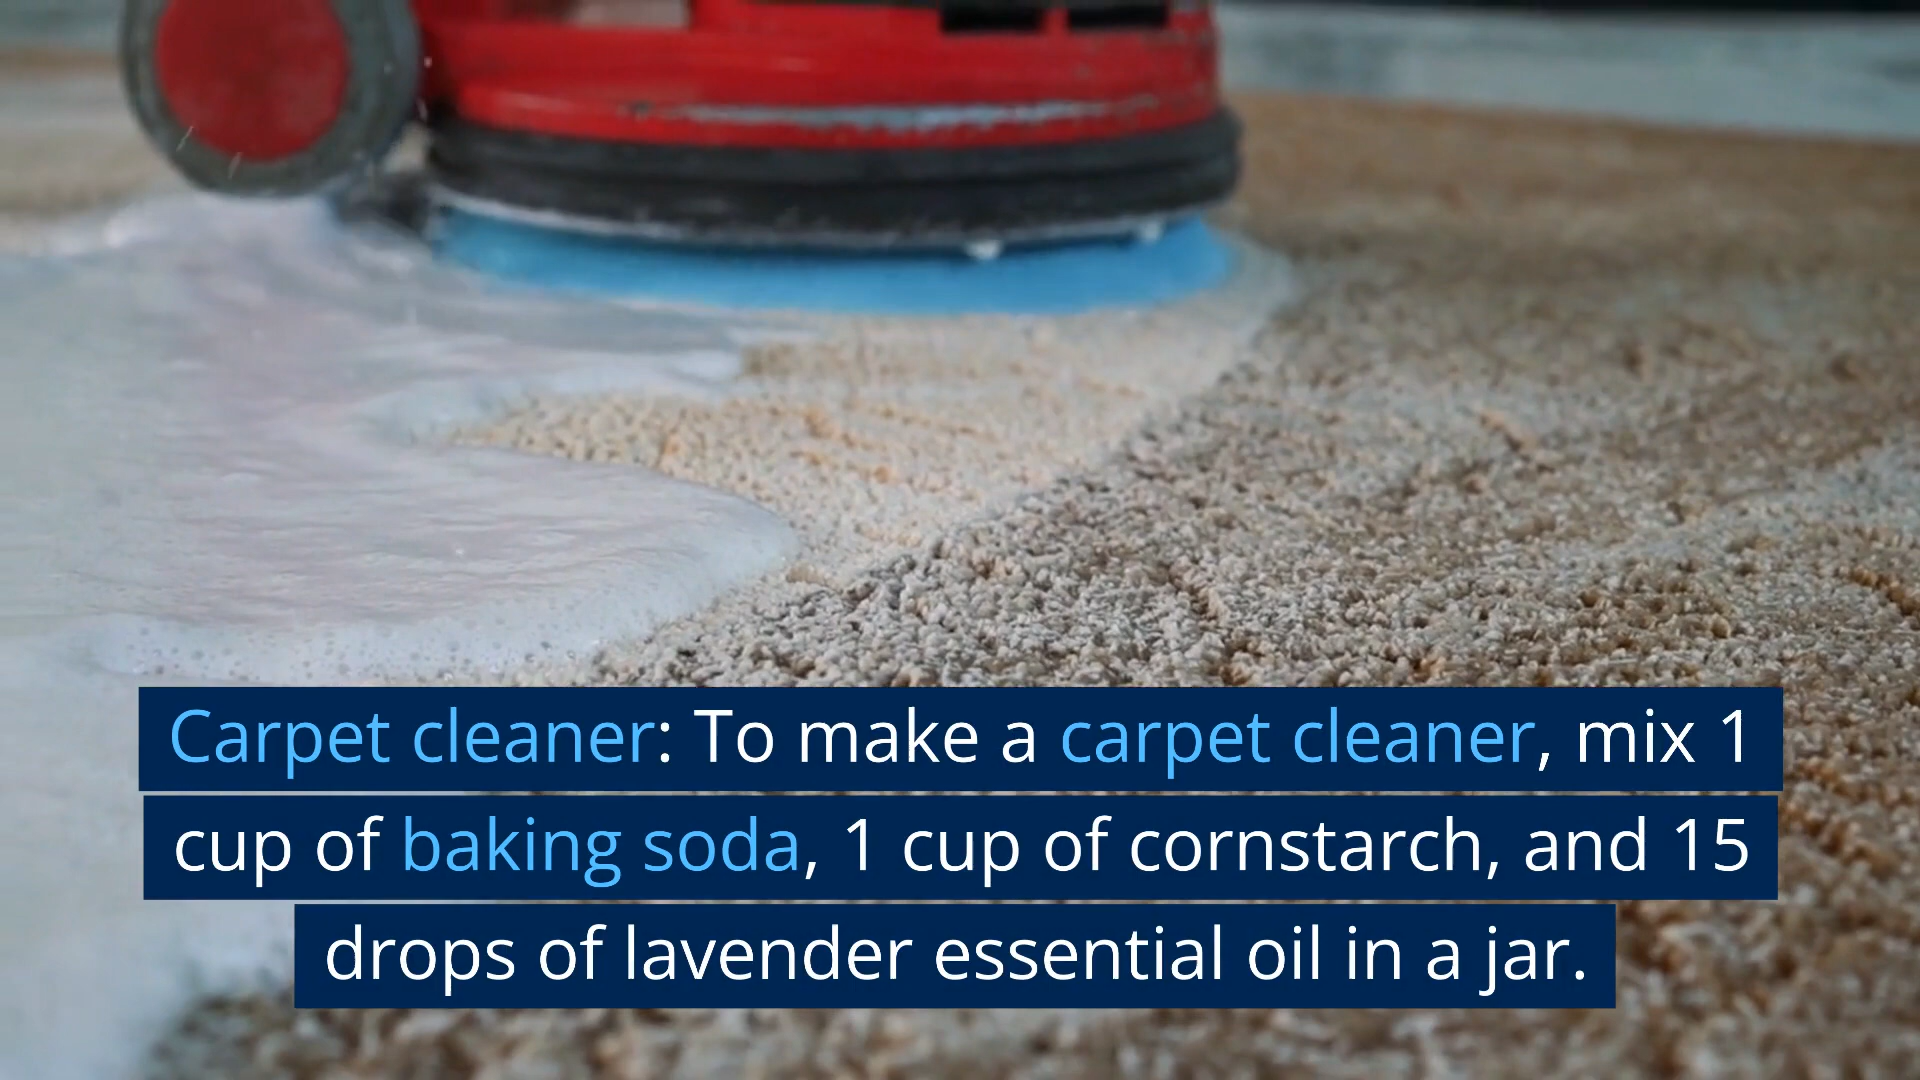 Carpet cleaner: To make a carpet cleaner, mix 1
cup of baking soda, 1 cup of cornstarch, and 15
drops of lavender essential oil in a jar.